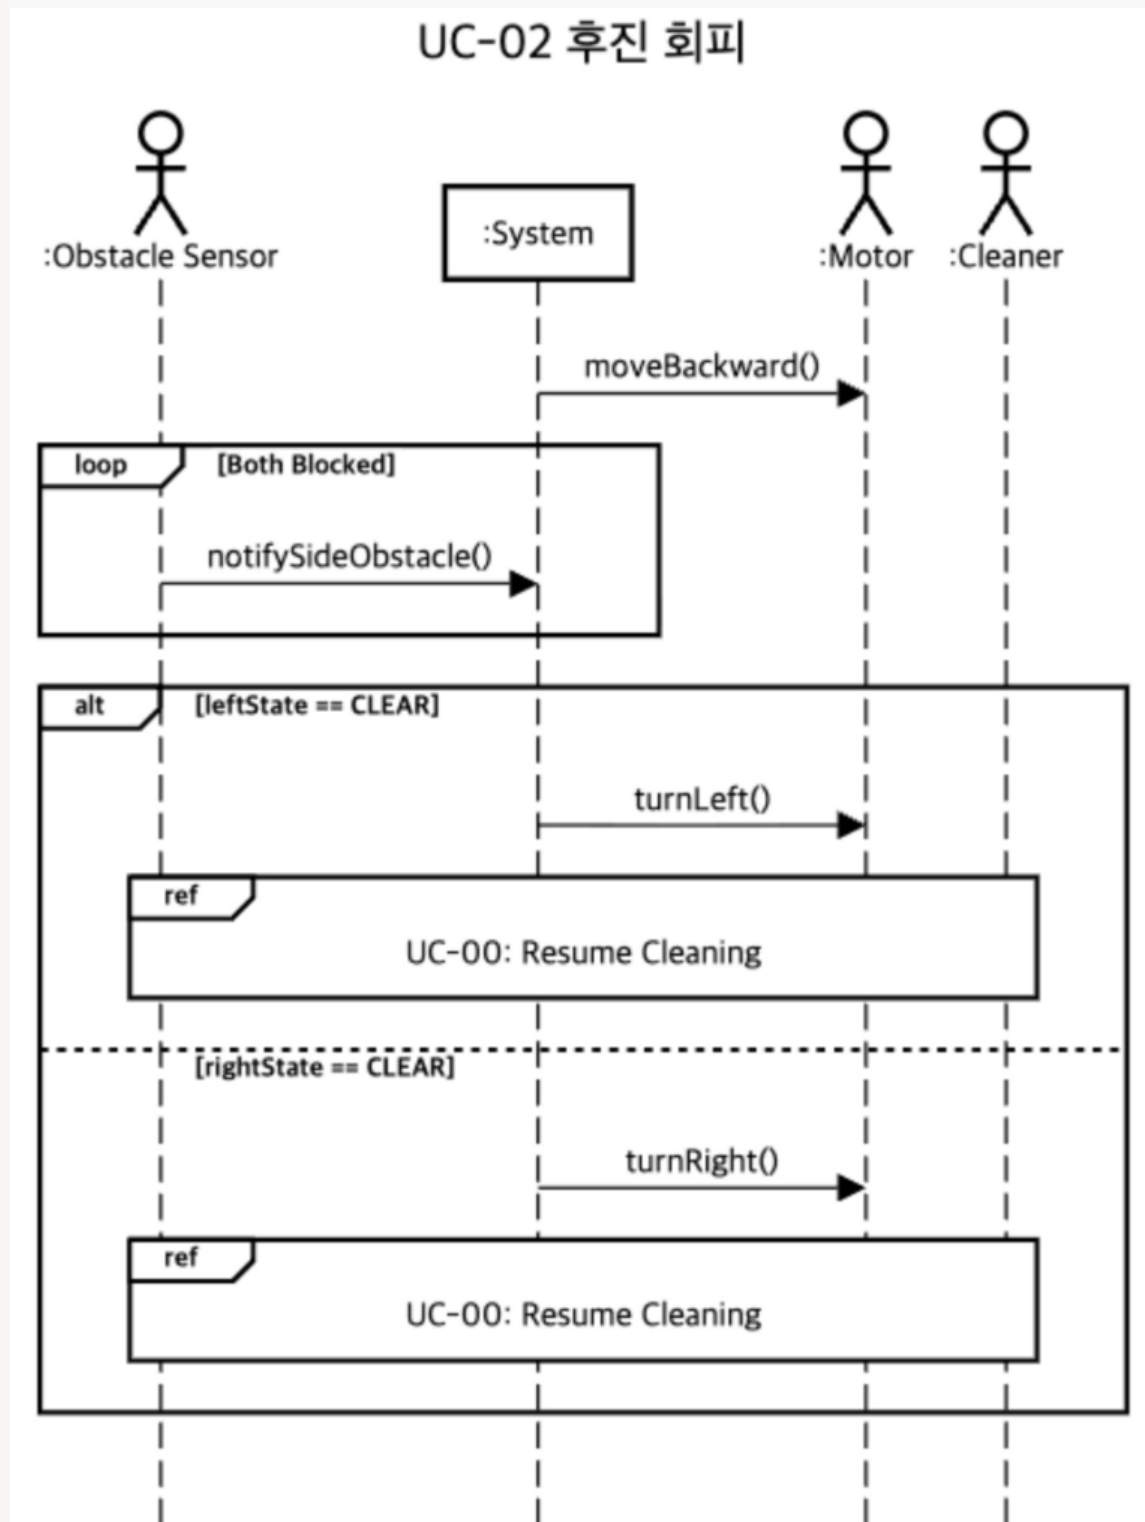 UC-02 후진 회피
:Obstacle Sensor
:System
:Motor
:Cleaner
moveBackward()
loop
[Both Blocked]
notifySideObstacle()
alt
[leftState == CLEAR]
turnLeft()
ref
UC-00: Resume Cleaning
[rightState == CLEAR]
turnRight()
ref
UC-00: Resume Cleaning